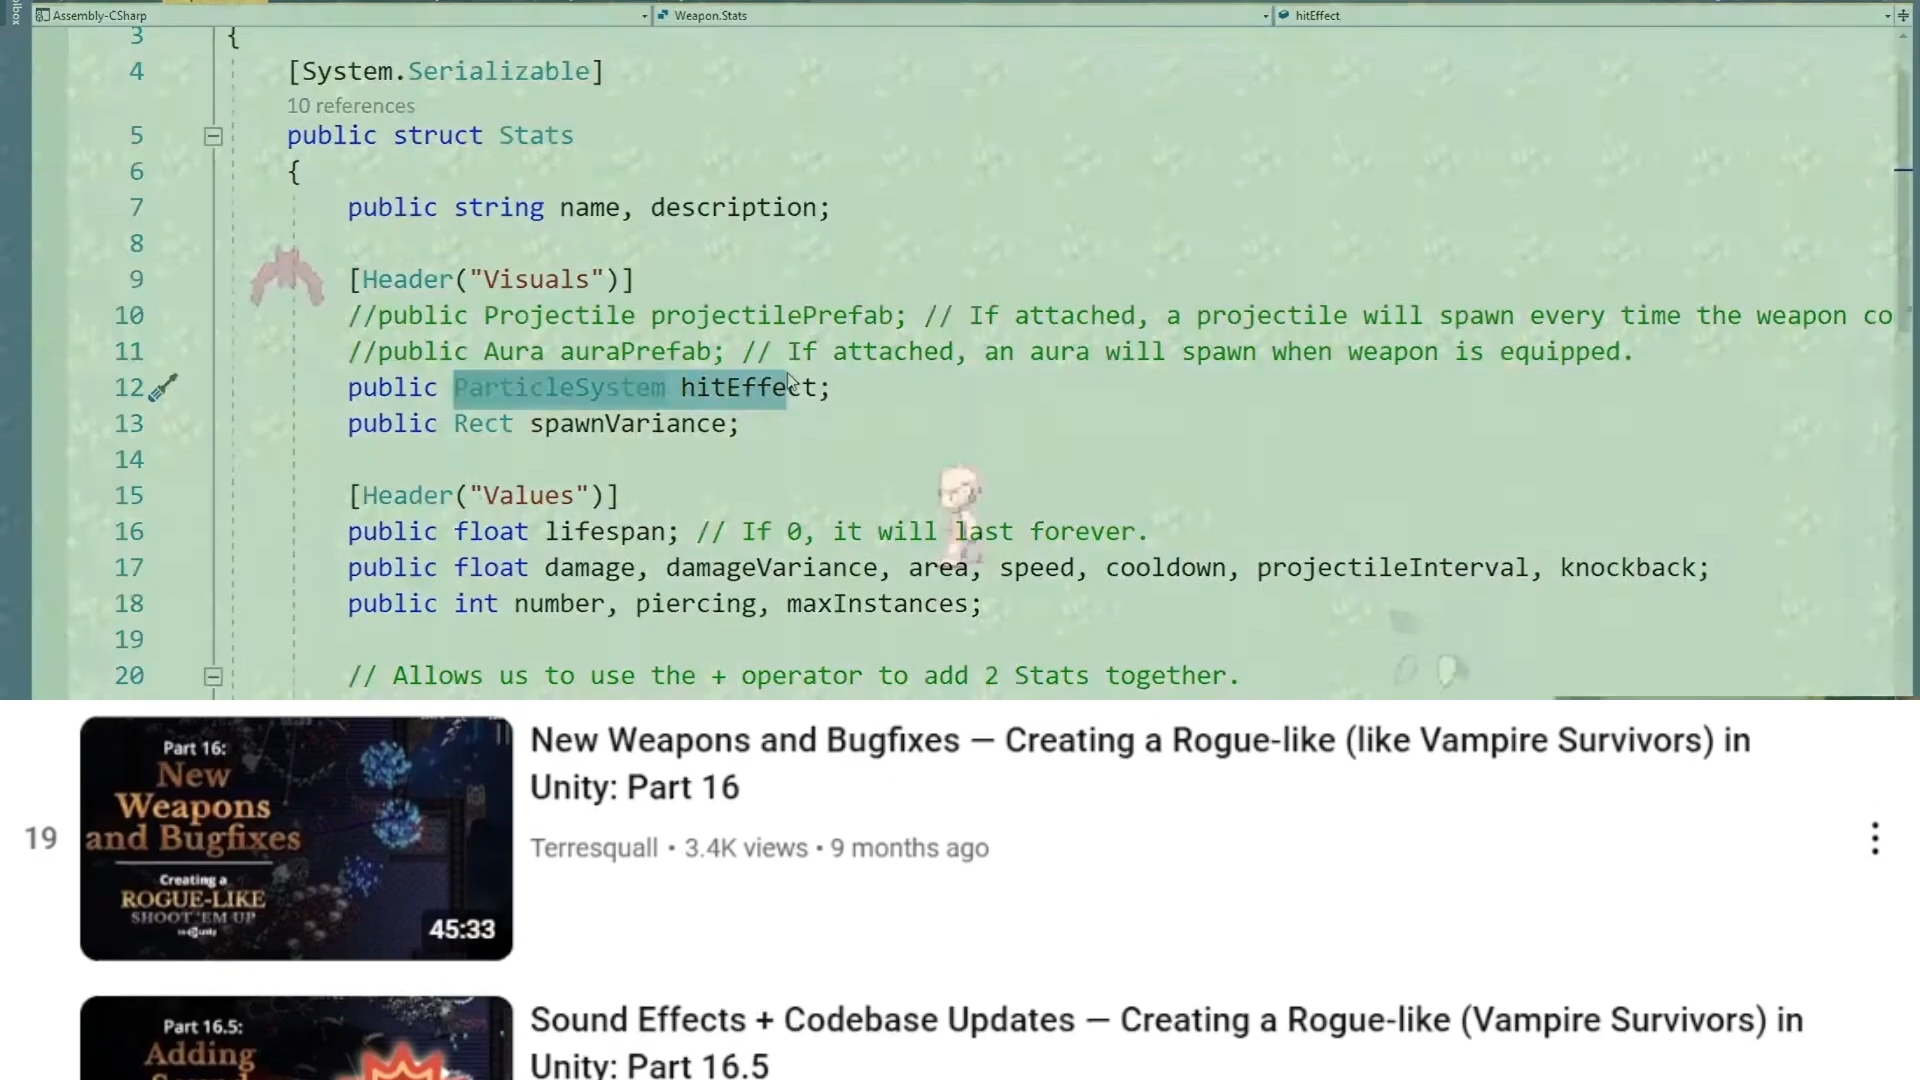 Assembly-CSharp
Weapon.Stats
hitEffect
3 {
4 [System.Serializable]
10 references
5 public struct Stats
6 {
7 public string name, description;
8
9 [Header("Visuals")]
10 //public Projectile projectilePrefab; // If attached, a projectile will spawn every time the weapon co
11 //public Aura auraPrefab; // If attached, an aura will spawn when weapon is equipped.
12 public ParticleSystem hitEffect;
13 public Rect spawnVariance;
14
15 [Header("Values")]
16 public float lifespan; // If 0, it will last forever.
17 public float damage, damageVariance, area, speed, cooldown, projectileInterval, knockback;
18 public int number, piercing, maxInstances;
19
20 // Allows us to use the + operator to add 2 Stats together.
19
Part 16:
New
Weapons
and Bugfixes
Creating a
ROGUE-LIKE
SHOOT 'EM UP
45:33
New Weapons and Bugfixes — Creating a Rogue-like (like Vampire Survivors) in
Unity: Part 16
Terresquall • 3.4K views • 9 months ago
Part 16.5:
Adding
Sound Effects + Codebase Updates — Creating a Rogue-like (Vampire Survivors) in
Unity: Part 16.5